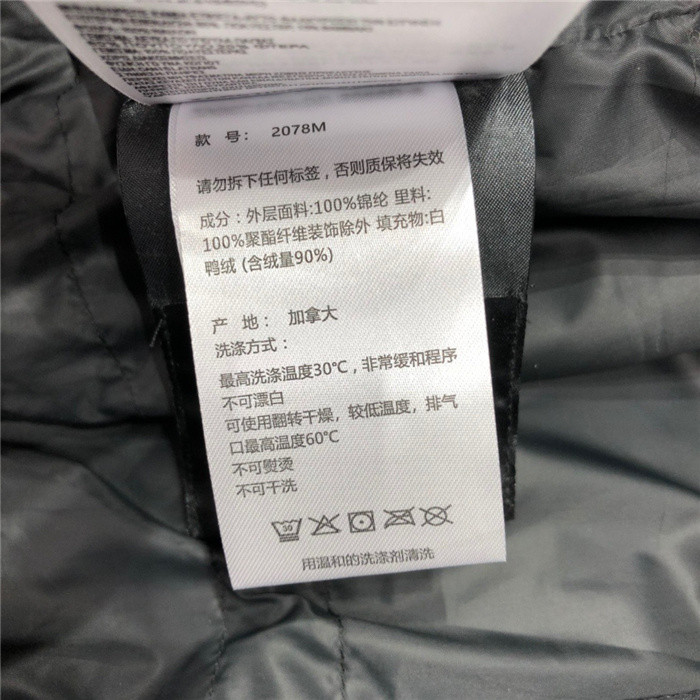 款 号： 2078M
请勿拆下任何标签，否则质保将失效
成分：外层面料:100%锦纶 里料:
100%聚酯纤维装饰除外 填充物:白
鸭绒 (含绒量90%)
产 地： 加拿大
洗涤方式：
最高洗涤温度30℃，非常缓和程序
不可漂白
可使用翻转干燥，较低温度，排气
口最高温度60℃
不可熨烫
不可干洗
30
用温和的洗涤剂清洗